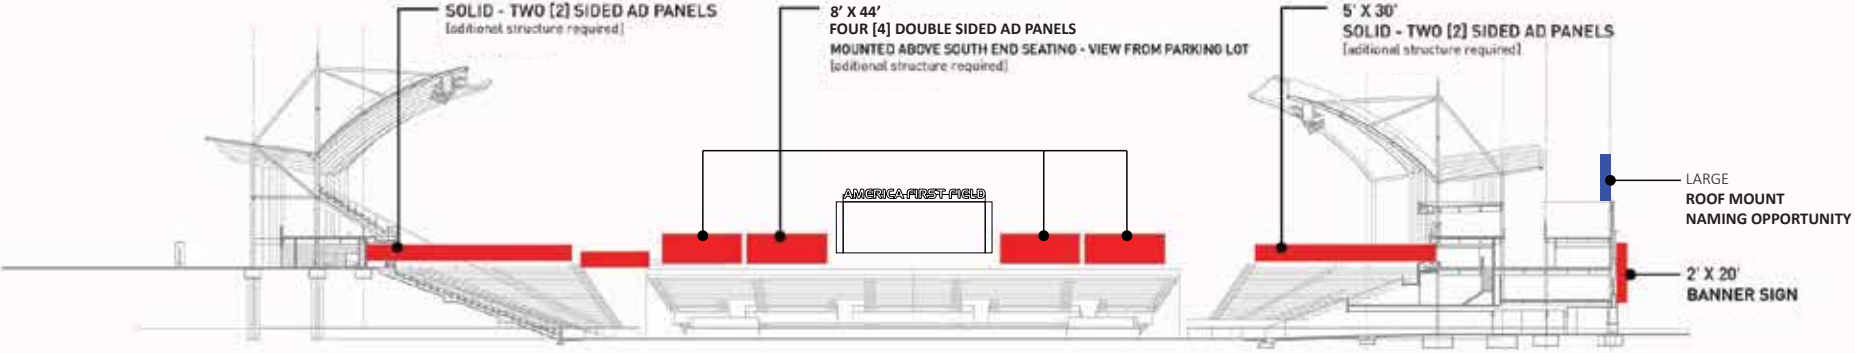 SOLID - TWO [2] SIDED AD PANELS
[aditional structure required]
8' X 44'
FOUR [4] DOUBLE SIDED AD PANELS
MOUNTED ABOVE SOUTH END SEATING - VIEW FROM PARKING LOT
[aditional structure required]
5' X 30'
SOLID - TWO [2] SIDED AD PANELS
[aditional structure required]
AMERICA FIRST FIELD
LARGE
ROOF MOUNT
NAMING OPPORTUNITY
2' X 20'
BANNER SIGN